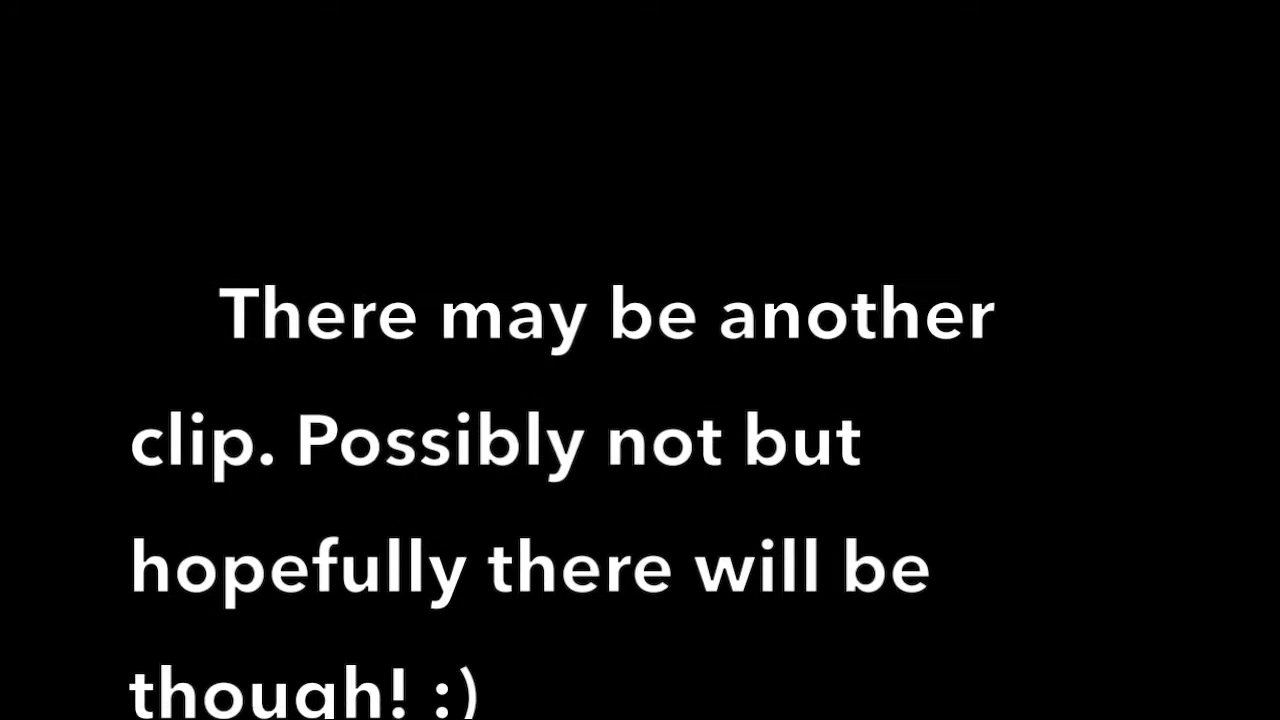 There may be another
clip. Possibly not but
hopefully there will be
though! :)